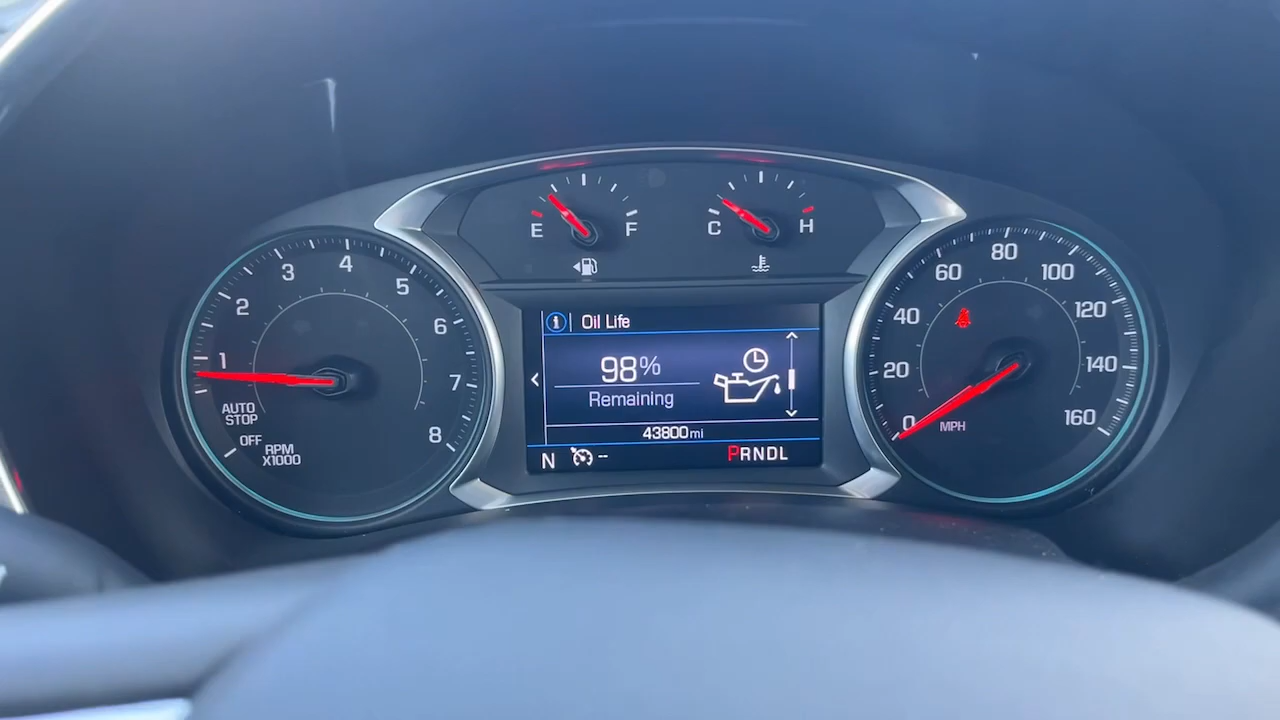 E F
C H
1 2 3 4 5 6 7 8
AUTO
STOP
OFF
RPM
X1000
Oil Life
98%
Remaining
43800mi
N --
PRNDL
0 20 40 60 80 100 120 140 160
MPH